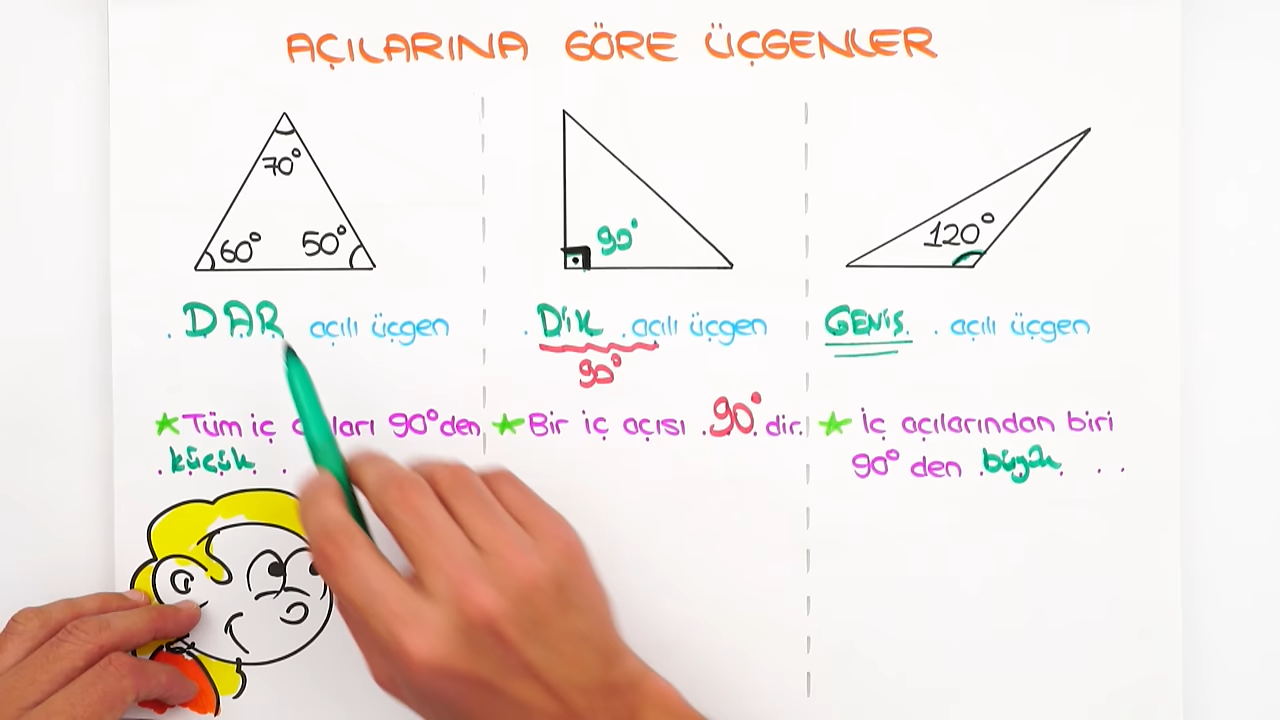 AÇILARINA GÖRE ÜÇGENLER
70°
60° 50°
90°
120°
DAR açılı üçgen
DİK açılı üçgen
90°
GENİŞ açılı üçgen
★ Tüm iç 90°den
küçük
★ Bir iç açısı 90° dir.
★ İç açılarından biri
90° den büyük